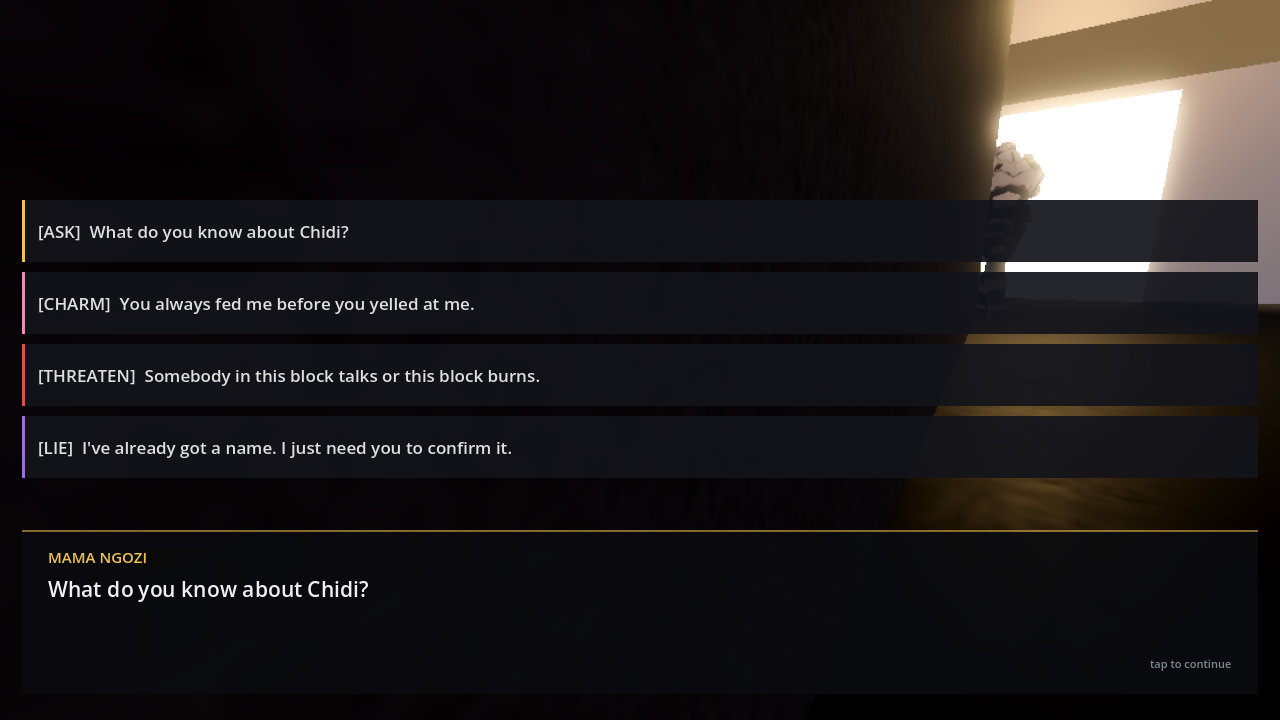 [ASK]  What do you know about Chidi?
[CHARM]  You always fed me before you yelled at me.
[THREATEN]  Somebody in this block talks or this block burns.
[LIE]  I've already got a name. I just need you to confirm it.
MAMA NGOZI
What do you know about Chidi?
tap to continue